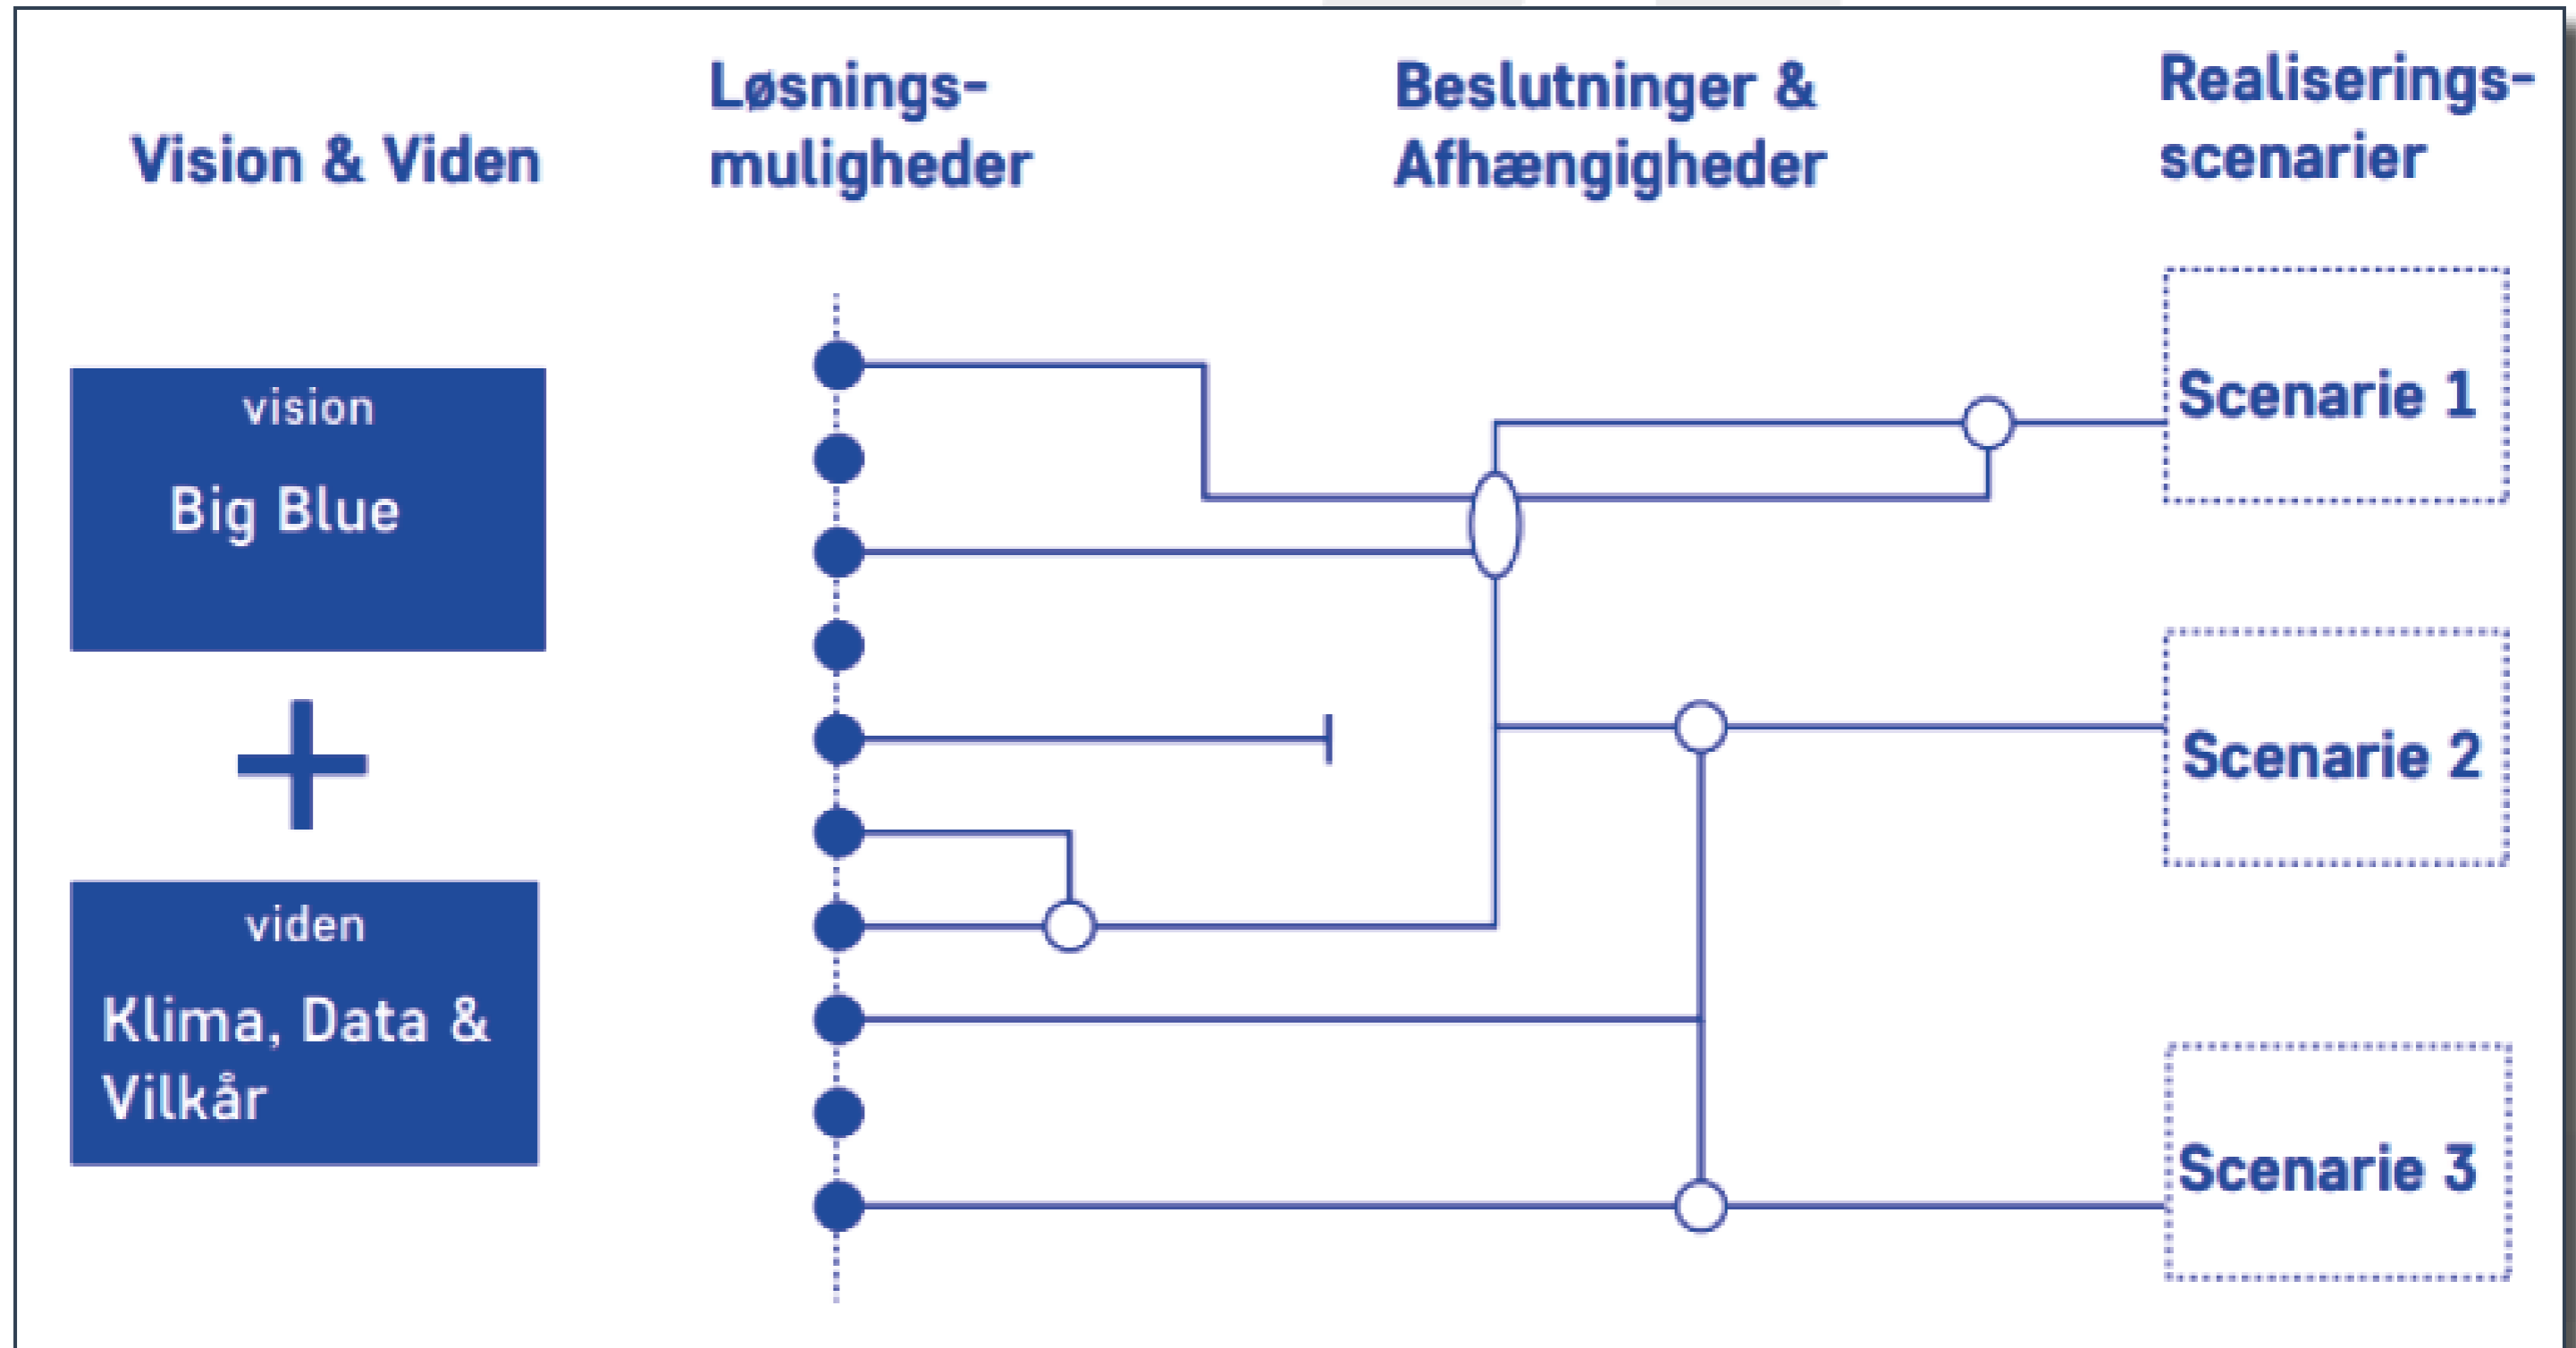 Vision & Viden
Løsnings-
muligheder
Beslutninger &
Afhængigheder
Realiserings-
scenarier
vision
Big Blue
viden
Klima, Data &
Vilkår
Scenarie 1
Scenarie 2
Scenarie 3